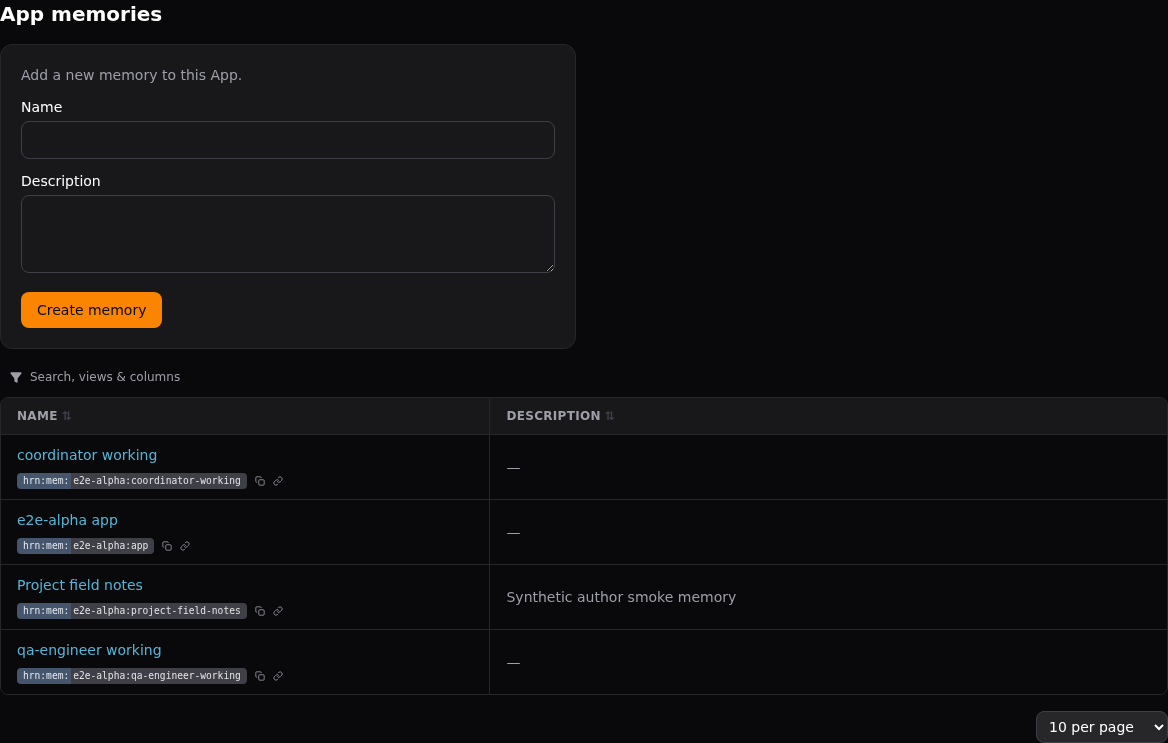 App memories
Add a new memory to this App.
Name
Description
Create memory
Search, views & columns
NAME DESCRIPTION
coordinator working
hrn:mem: e2e-alpha:coordinator-working
—
e2e-alpha app
hrn:mem: e2e-alpha:app
—
Project field notes
hrn:mem: e2e-alpha:project-field-notes
Synthetic author smoke memory
qa-engineer working
hrn:mem: e2e-alpha:qa-engineer-working
—
10 per page